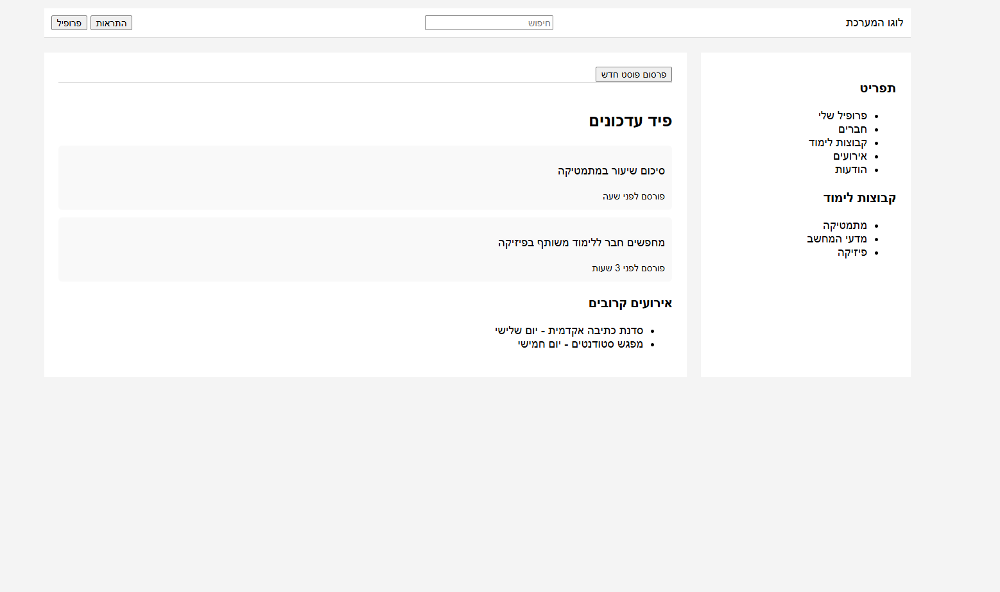 לוגו המערכת
חיפוש
התראות
פרופיל
תפריט
פרופיל שלי
חברים
קבוצות לימוד
אירועים
הודעות
קבוצות לימוד
מתמטיקה
מדעי המחשב
פיזיקה
פרסום פוסט חדש
פיד עדכונים
סיכום שיעור במתמטיקה
פורסם לפני שעה
מחפשים חבר ללימוד משותף בפיזיקה
פורסם לפני 3 שעות
אירועים קרובים
סדנת כתיבה אקדמית - יום שלישי
מפגש סטודנטים - יום חמישי